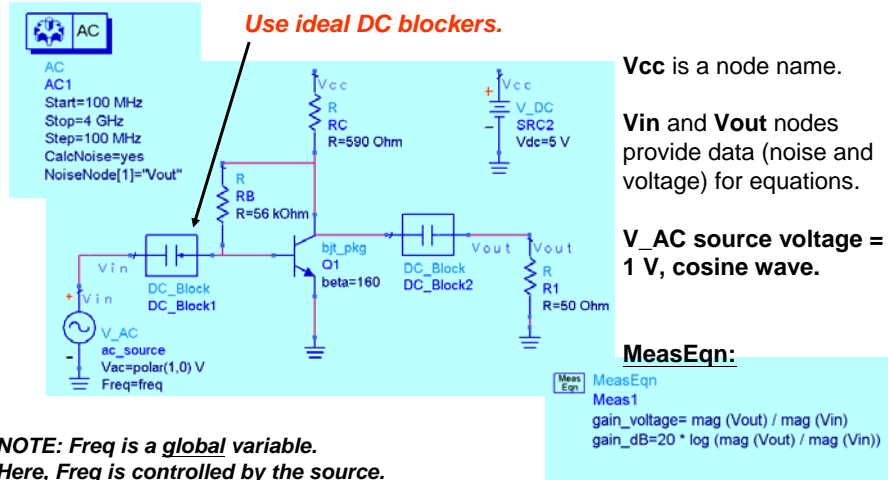 AC
Use ideal DC blockers.
AC
AC1
Start=100 MHz
Stop=4 GHz
Step=100 MHz
CalcNoise=yes
NoiseNode[1]="Vout"
Vcc
R
RC
R=590 Ohm
Vcc
+
V_DC
SRC2
Vdc=5 V
-
R
RB
R=56 kOhm
Vin
DC_Block
DC_Block1
bjt_pkg
Q1
beta=160
DC_Block
DC_Block2
Vout
Vout
R
R1
R=50 Ohm
+
Vin
V_AC
ac_source
Vac=polar(1,0) V
Freq=freq
-
Vcc is a node name.
Vin and Vout nodes
provide data (noise and
voltage) for equations.
V_AC source voltage =
1 V, cosine wave.
MeasEqn:
Meas
Eqn
MeasEqn
Meas1
gain_voltage= mag (Vout) / mag (Vin)
gain_dB=20 * log (mag (Vout) / mag (Vin))
NOTE: Freq is a global variable.
Here, Freq is controlled by the source.